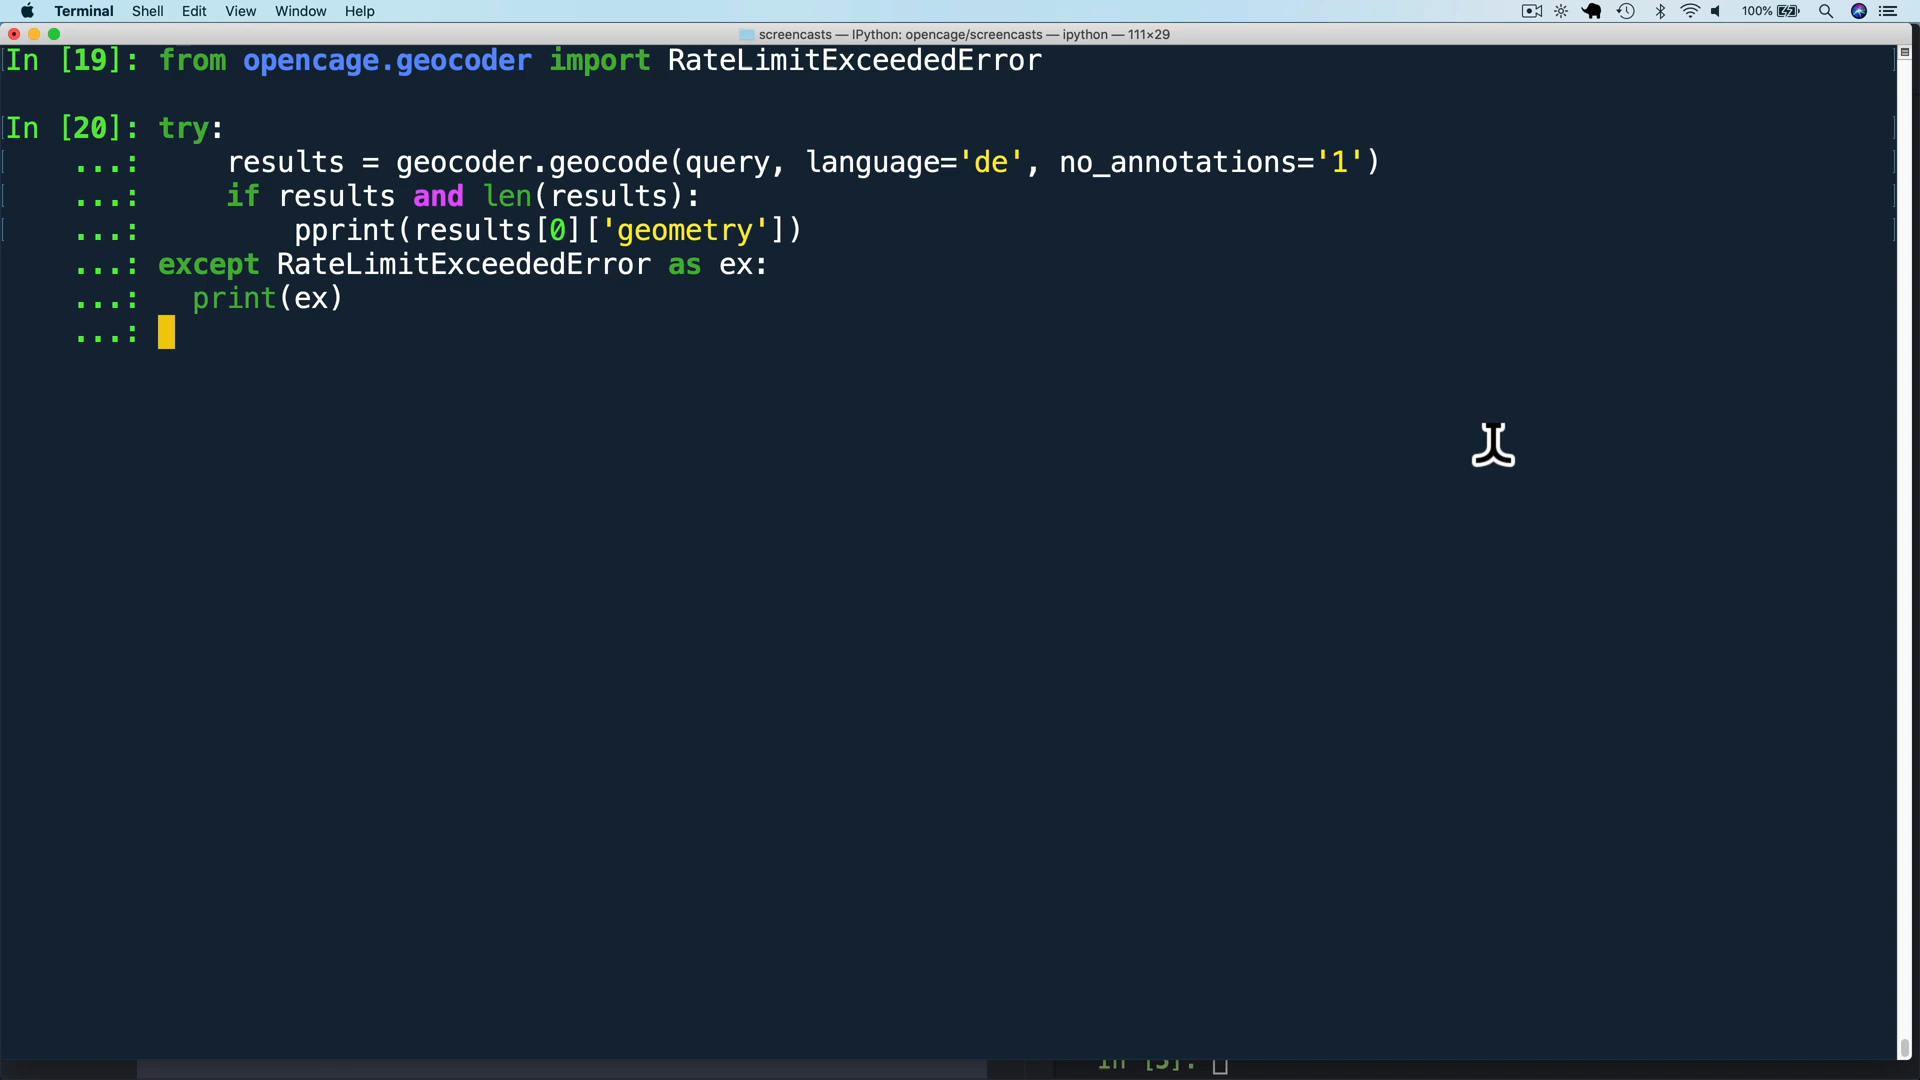 Terminal Shell Edit View Window Help 100%
screencasts — IPython: opencage/screencasts — ipython — 111×29
In [19]: from opencage.geocoder import RateLimitExceededError
In [20]: try:
...:     results = geocoder.geocode(query, language='de', no_annotations='1')
...:     if results and len(results):
...:         pprint(results[0]['geometry'])
...: except RateLimitExceededError as ex:
...:   print(ex)
...: